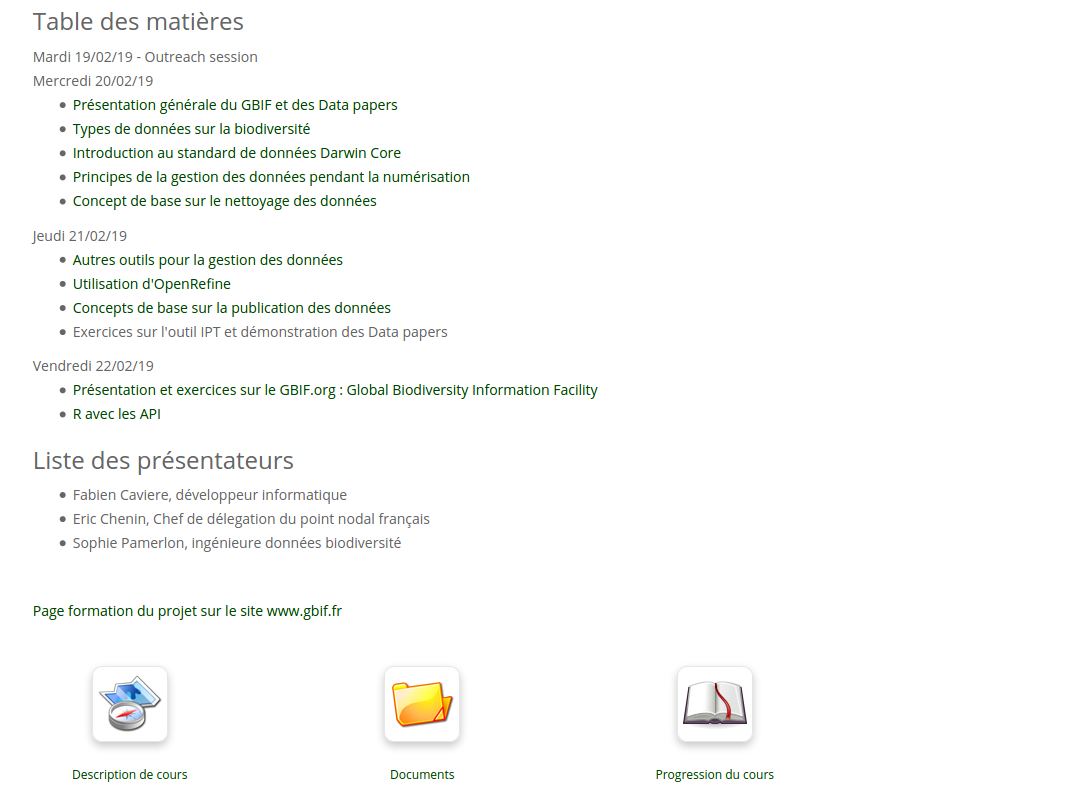 Table des matières
Mardi 19/02/19 - Outreach session
Mercredi 20/02/19
Présentation générale du GBIF et des Data papers
Types de données sur la biodiversité
Introduction au standard de données Darwin Core
Principes de la gestion des données pendant la numérisation
Concept de base sur le nettoyage des données
Jeudi 21/02/19
Autres outils pour la gestion des données
Utilisation d'OpenRefine
Concepts de base sur la publication des données
Exercices sur l'outil IPT et démonstration des Data papers
Vendredi 22/02/19
Présentation et exercices sur le GBIF.org : Global Biodiversity Information Facility
R avec les API
Liste des présentateurs
Fabien Caviere, développeur informatique
Eric Chenin, Chef de délegation du point nodal français
Sophie Pamerlon, ingénieure données biodiversité
Page formation du projet sur le site www.gbif.fr
Description de cours
Documents
Progression du cours